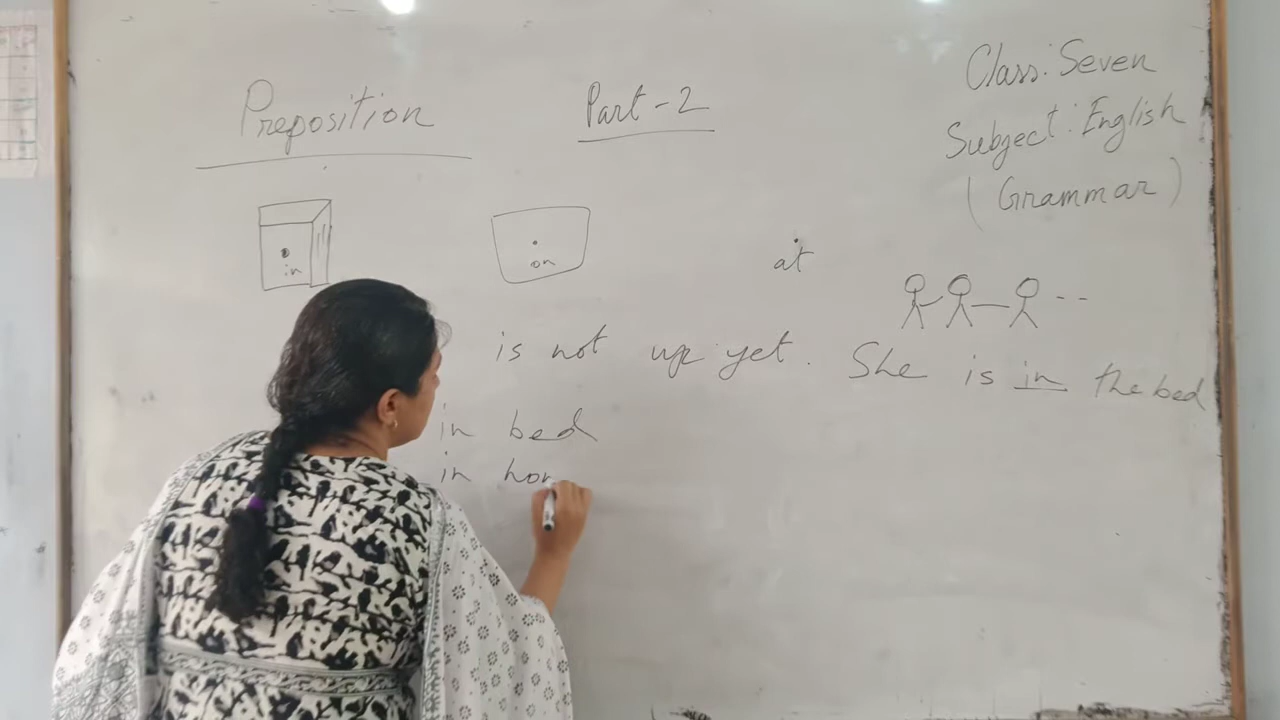 Preposition
Part-2
Class: Seven
Subject: English
(Grammar)
in
on
at
is not up yet. She is in the bed
in bed
in